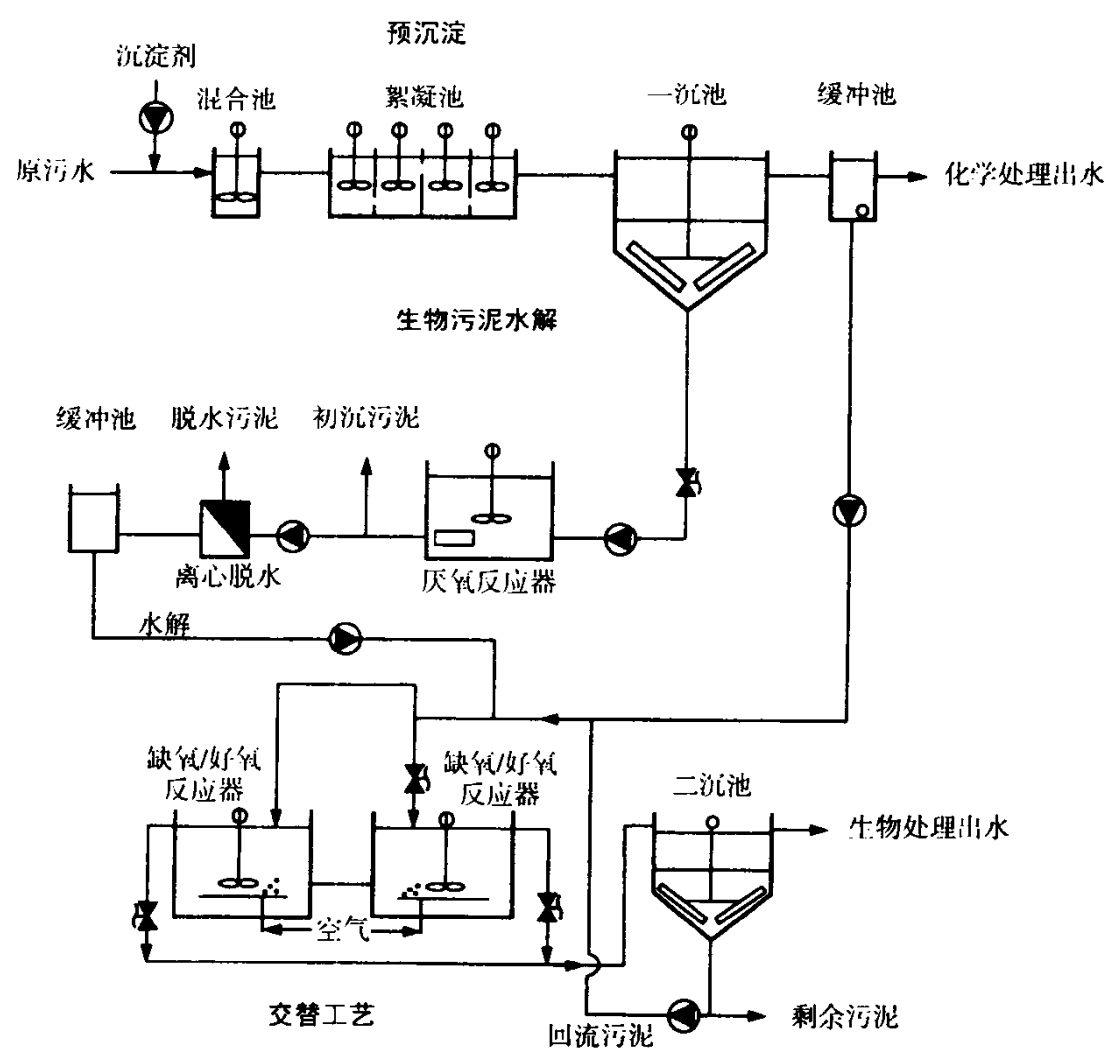 预沉淀
沉淀剂
混合池
絮凝池
一沉池
缓冲池
原污水
化学处理出水
生物污泥水解
缓冲池
脱水污泥
初沉污泥
离心脱水
厌氧反应器
水解
缺氧/好氧
反应器
缺氧/好氧
反应器
二沉池
生物处理出水
空气
交替工艺
回流污泥
剩余污泥